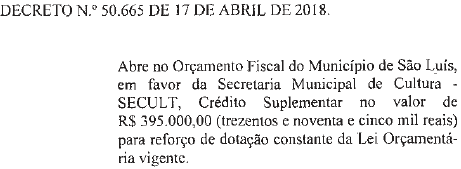 DECRETO N.º 50.665 DE 17 DE ABRIL DE 2018.
Abre no Orçamento Fiscal do Município de São Luís,
em favor da Secretaria Municipal de Cultura -
SECULT, Crédito Suplementar no valor de
R$ 395.000,00 (trezentos e noventa e cinco mil reais)
para reforço de dotação constante da Lei Orçamentá-
ria vigente.